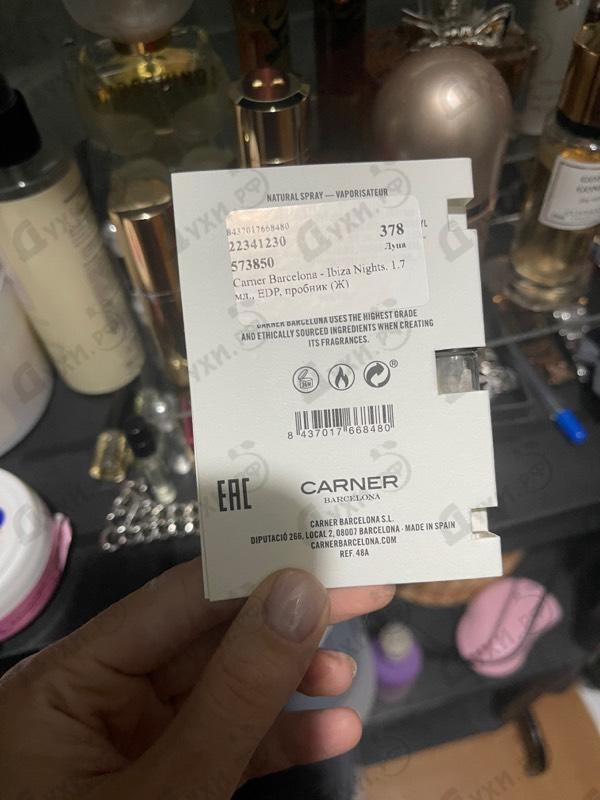 NATURAL SPRAY — VAPORISATEUR
8437017668480
22341230
378
573850
Луна
Carner Barcelona - Ibiza Nights. 1.7
мл., EDP, пробник (Ж)
CARNER BARCELONA USES THE HIGHEST GRADE
AND ETHICALLY SOURCED INGREDIENTS WHEN CREATING
ITS FRAGRANCES.
8 437017 668480
EAC
CARNER
BARCELONA
CARNER BARCELONA S.L.
DIPUTACIÓ 266, LOCAL 2, 08007 BARCELONA - MADE IN SPAIN
CARNERBARCELONA.COM
REF. 48A
духи.рф